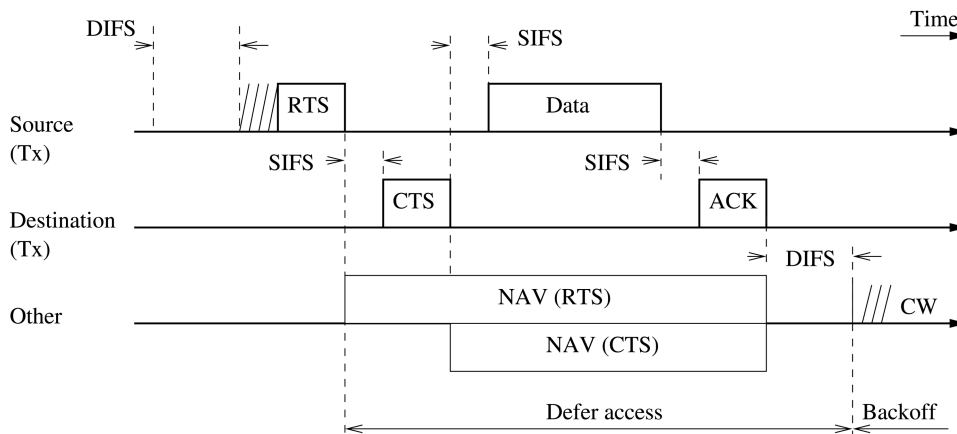 DIFS
Time
SIFS
RTS
Data
Source
(Tx)
SIFS
SIFS
CTS
ACK
Destination
(Tx)
DIFS
NAV (RTS)
CW
Other
NAV (CTS)
Defer access
Backoff